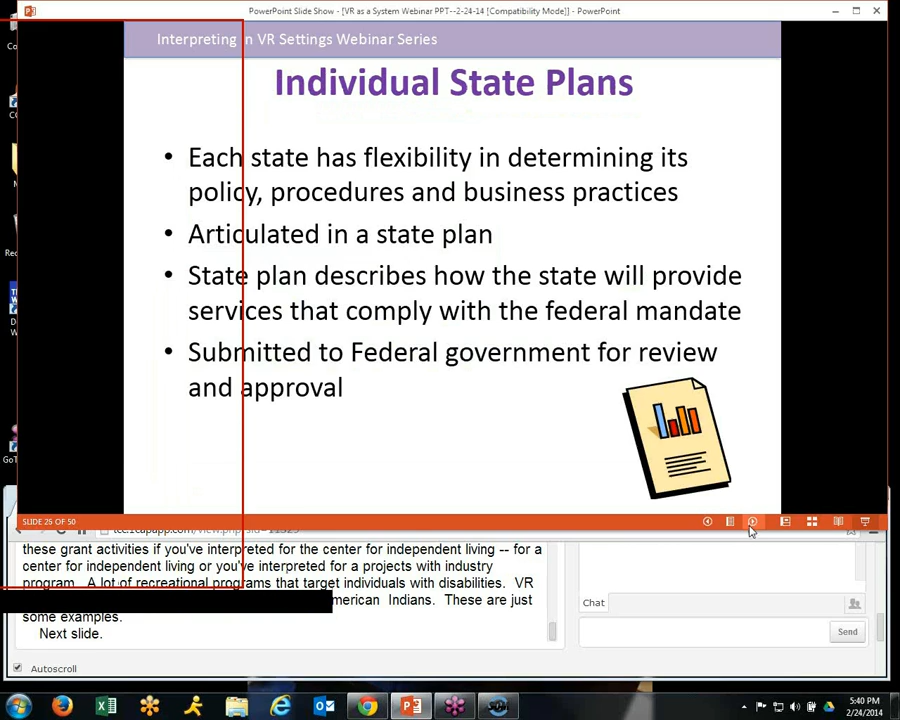 PowerPoint Slide Show - [VR as a System Webinar PPT--2-24-14 [Compatibility Mode]] - PowerPoint
Interpreting in VR Settings Webinar Series
Individual State Plans
• Each state has flexibility in determining its
policy, procedures and business practices
• Articulated in a state plan
• State plan describes how the state will provide
services that comply with the federal mandate
• Submitted to Federal government for review
and approval
SLIDE 26 OF 50
these grant activities if you've interpreted for the center for independent living -- for a
center for independent living or you've interpreted for a projects with industry
program. A lot of recreational programs that target individuals with disabilities. VR
merican Indians. These are just
some examples.
Next slide.
Chat
Send
Autoscroll
5:40 PM
2/24/2014